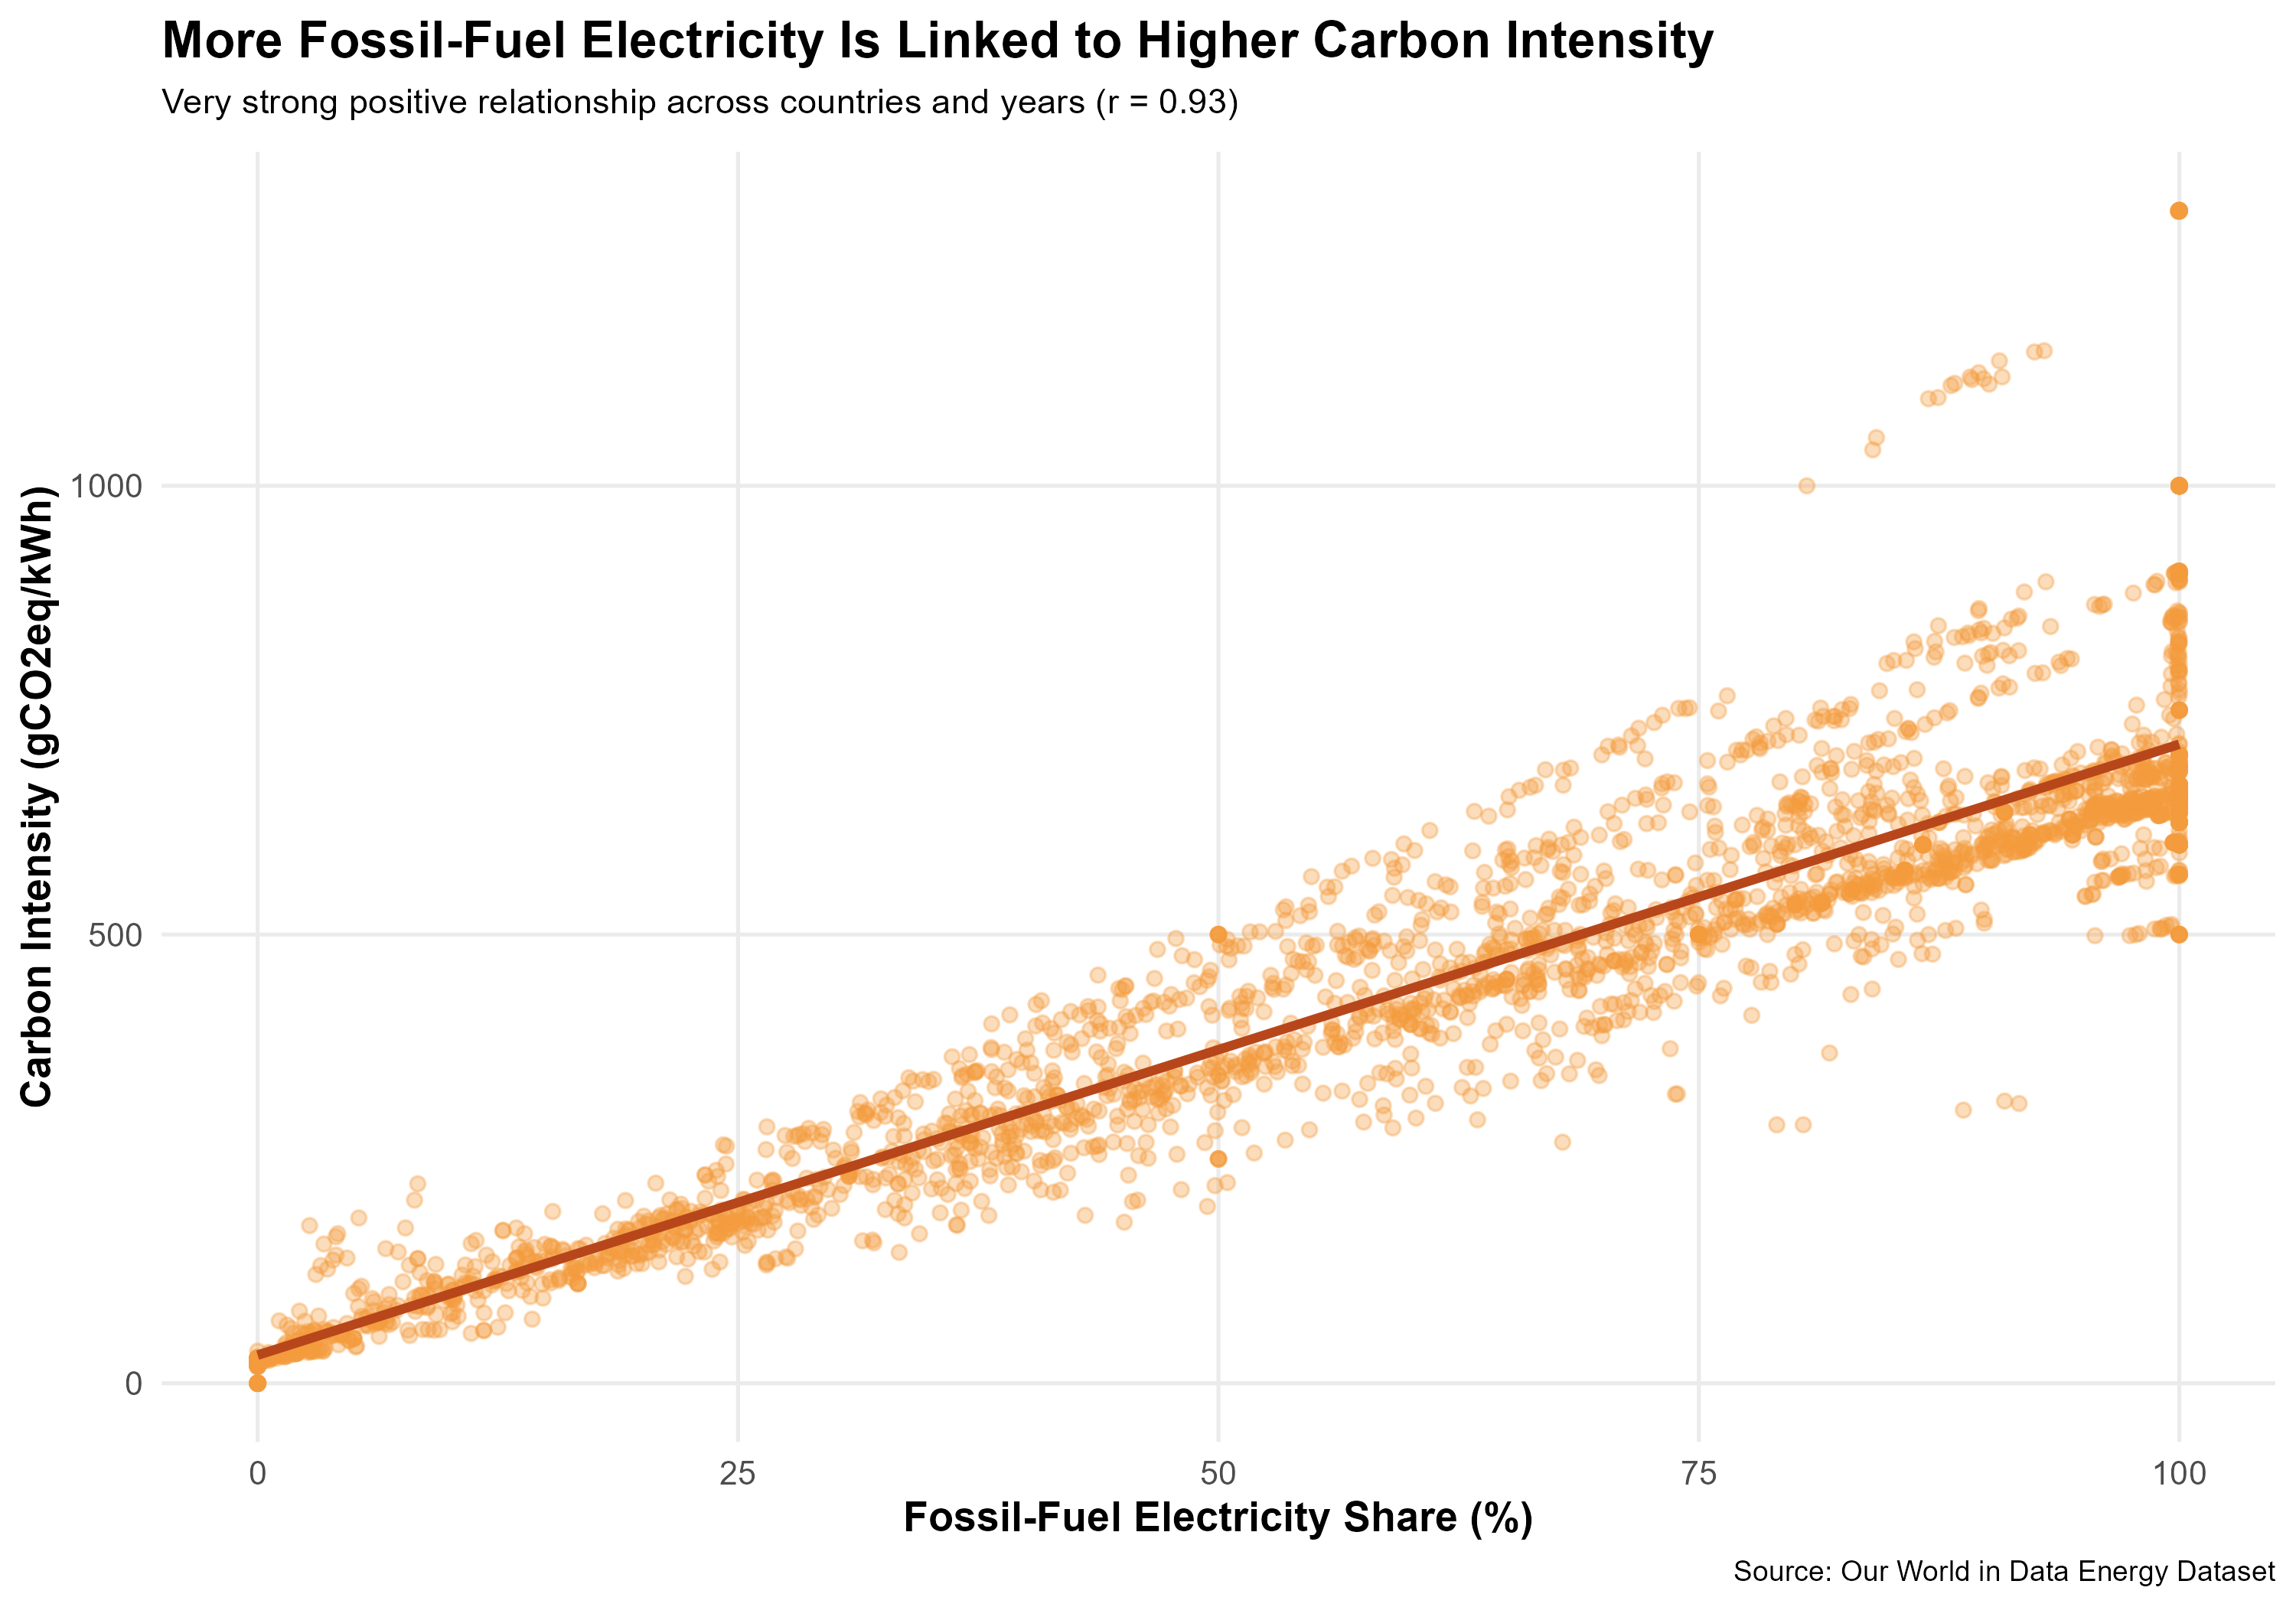 More Fossil-Fuel Electricity Is Linked to Higher Carbon Intensity
Very strong positive relationship across countries and years (r = 0.93)
Carbon Intensity (gCO2eq/kWh)
1000
500
0
0 25 50 75 100
Fossil-Fuel Electricity Share (%)
Source: Our World in Data Energy Dataset